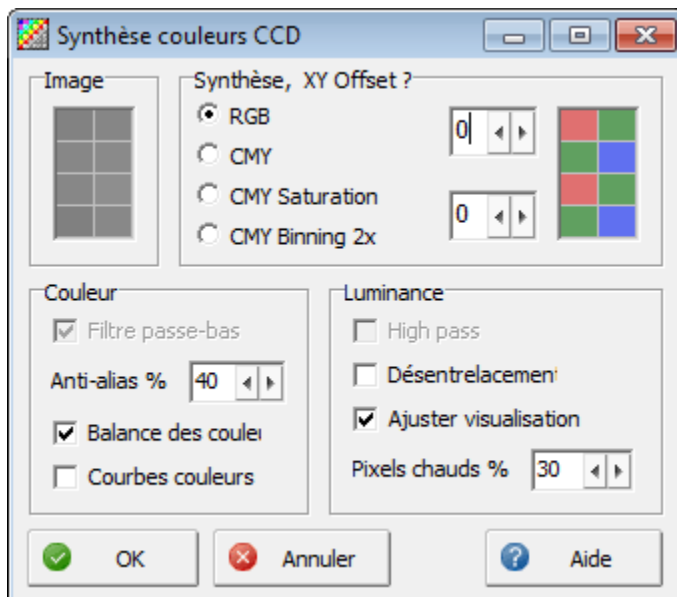 Synthèse couleurs CCD
Image
Synthèse, XY Offset ?
RGB
0
CMY
CMY Saturation
0
CMY Binning 2x
Couleur
Filtre passe-bas
Anti-alias % 40
Balance des couleu
Courbes couleurs
Luminance
High pass
Désentrelacement
Ajuster visualisation
Pixels chauds % 30
OK
Annuler
Aide